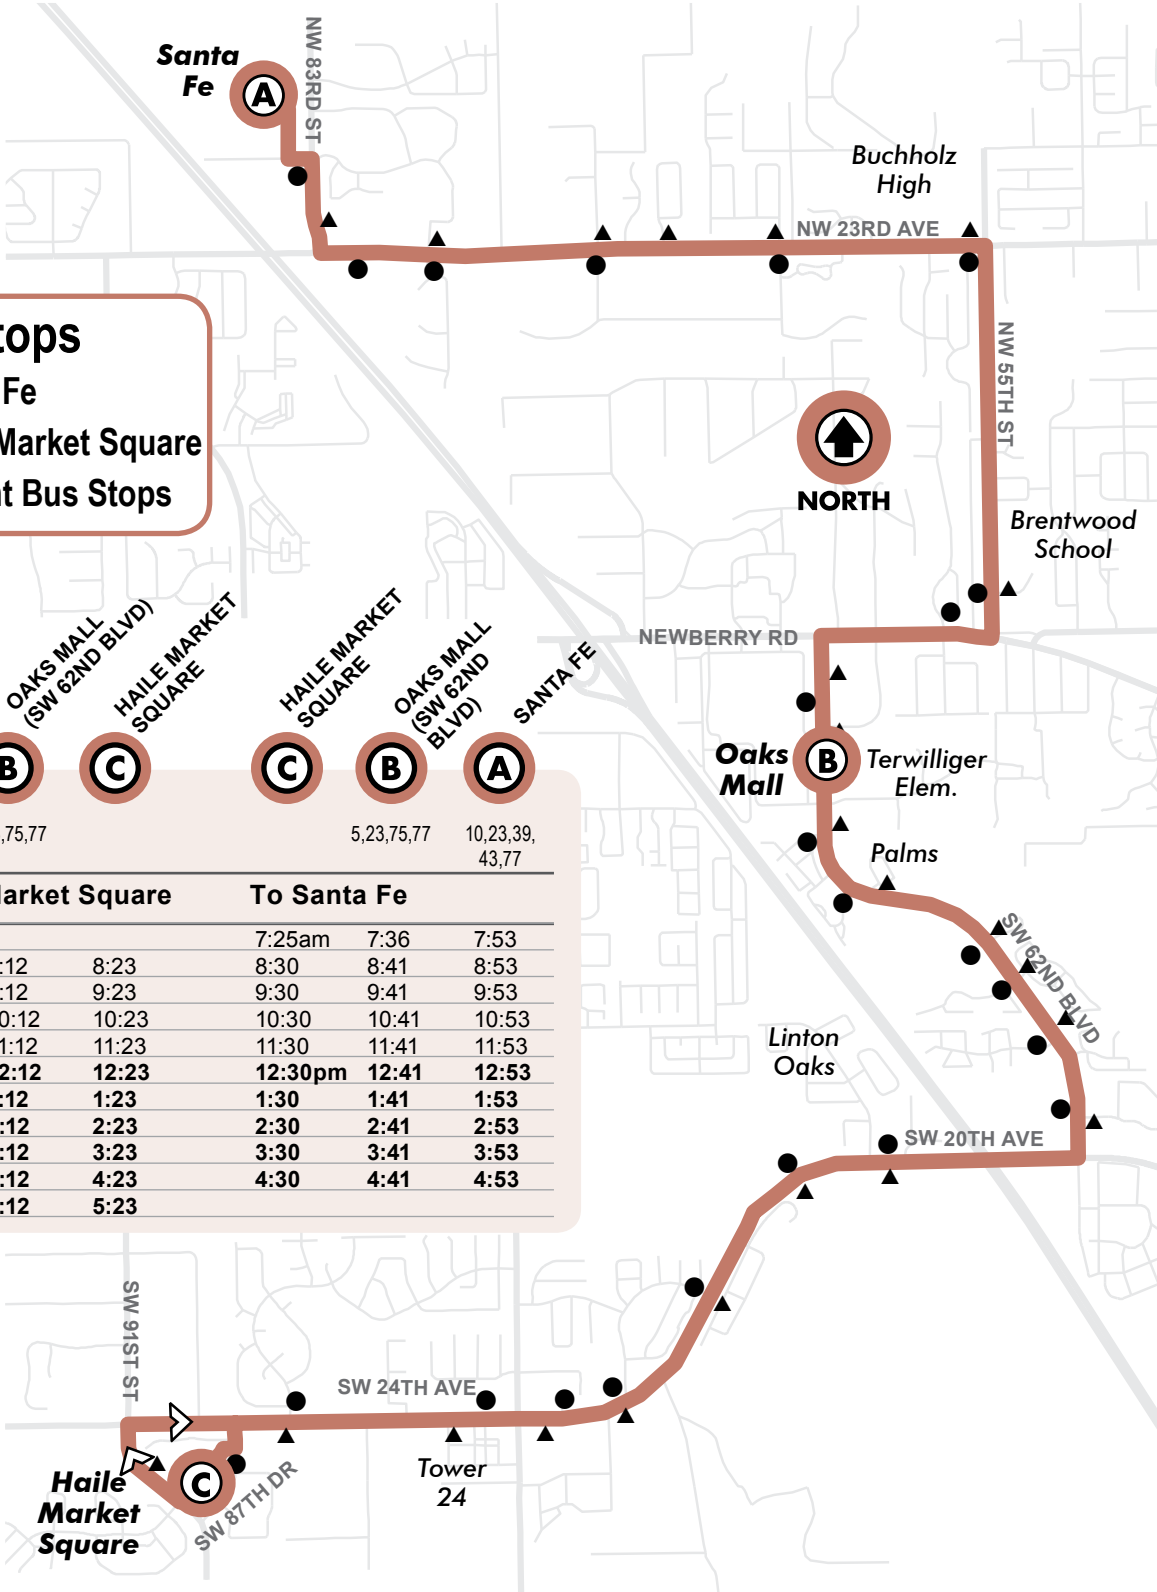 Santa
Fe
A
NW 83RD ST
Buchholz
High
NW 23RD AVE
NW 55TH ST
tops
Fe
Market Square
t Bus Stops
NORTH
Brentwood
School
NEWBERRY RD
OAKS MALL
(SW 62ND BLVD)
HAILE MARKET
SQUARE
HAILE MARKET
SQUARE
OAKS MALL
(SW 62ND
BLVD)
SANTA FE
B C C B A
Oaks
Mall
B
Terwilliger
Elem.
,75,77 5,23,75,77 10,23,39,
43,77
Palms
Market Square To Santa Fe
7:25am 7:36 7:53
:12 8:23 8:30 8:41 8:53
:12 9:23 9:30 9:41 9:53
0:12 10:23 10:30 10:41 10:53
1:12 11:23 11:30 11:41 11:53
2:12 12:23 12:30pm 12:41 12:53
:12 1:23 1:30 1:41 1:53
:12 2:23 2:30 2:41 2:53
:12 3:23 3:30 3:41 3:53
:12 4:23 4:30 4:41 4:53
:12 5:23
SW 62ND BLVD
Linton
Oaks
SW 20TH AVE
SW 91ST ST
SW 24TH AVE
Tower
24
Haile
Market
Square
C
SW 87TH DR